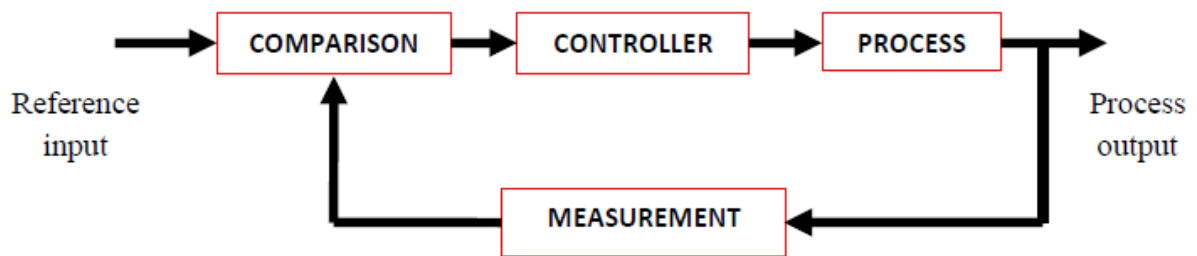 COMPARISON
CONTROLLER
PROCESS
Reference
input
Process
output
MEASUREMENT